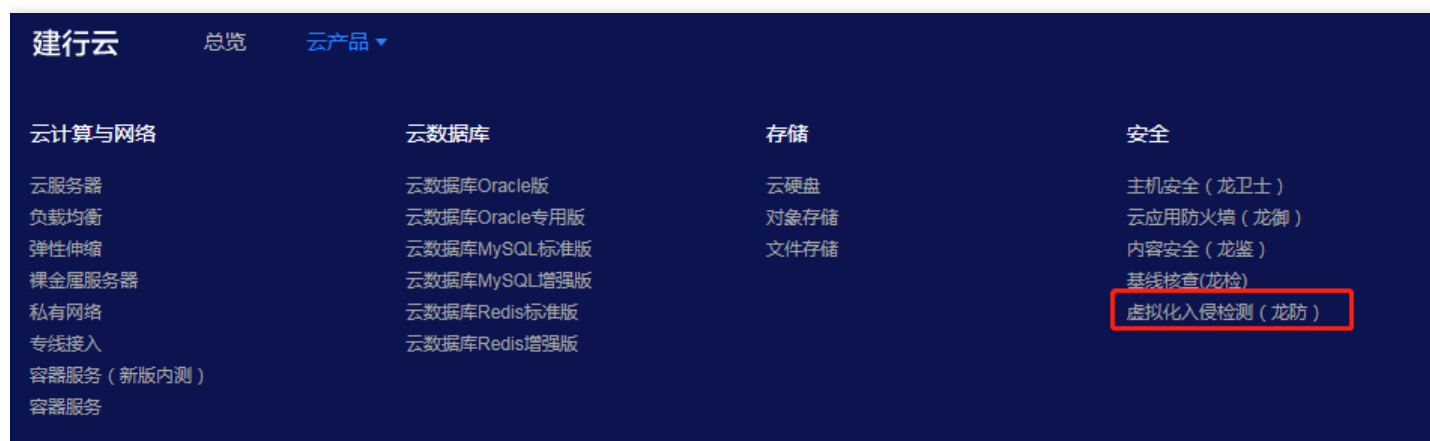 建行云 总览 云产品
云计算与网络
云服务器
负载均衡
弹性伸缩
裸金属服务器
私有网络
专线接入
容器服务（新版内测）
容器服务
云数据库
云数据库Oracle版
云数据库Oracle专用版
云数据库MySQL标准版
云数据库MySQL增强版
云数据库Redis标准版
云数据库Redis增强版
存储
云硬盘
对象存储
文件存储
安全
主机安全（龙卫士）
云应用防火墙（龙御）
内容安全（龙鉴）
基线核查(龙检)
虚拟化入侵检测（龙防）